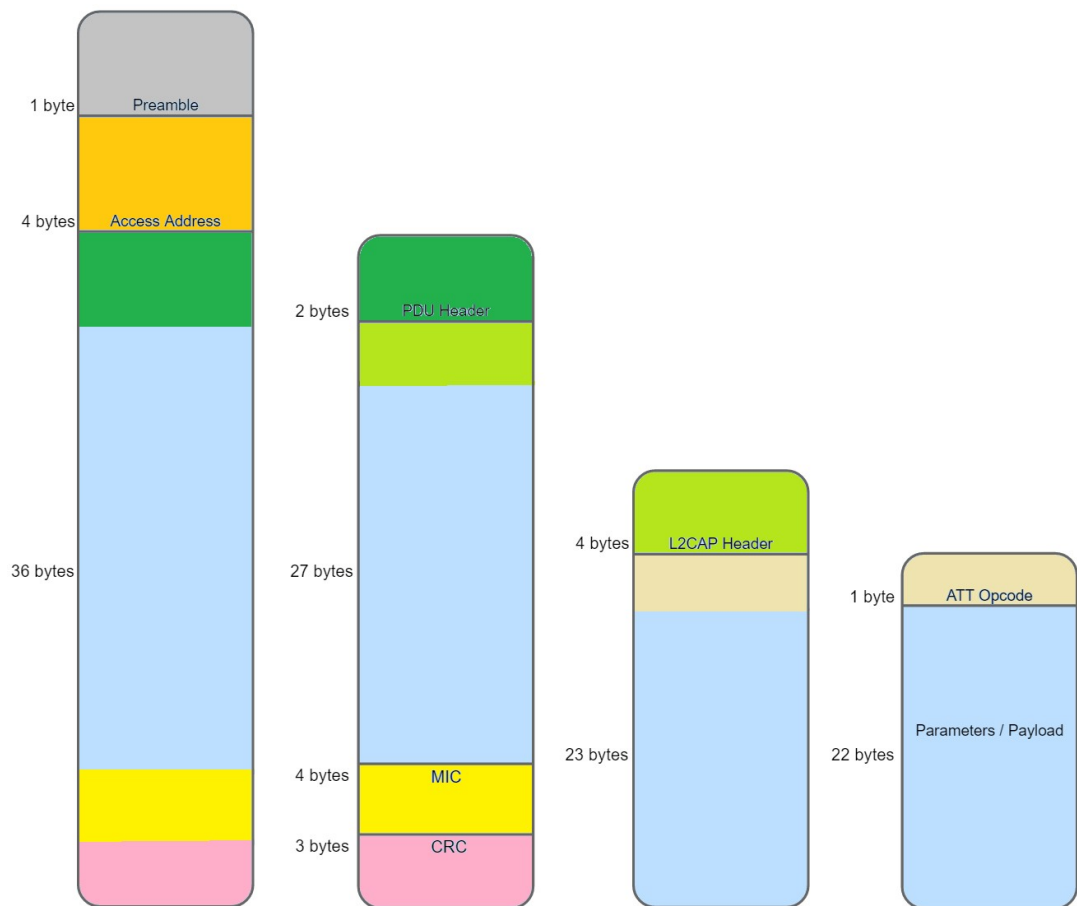 1 byte
Preamble
4 bytes
Access Address
36 bytes
2 bytes
PDU Header
27 bytes
4 bytes
MIC
3 bytes
CRC
4 bytes
L2CAP Header
23 bytes
1 byte
ATT Opcode
22 bytes
Parameters / Payload